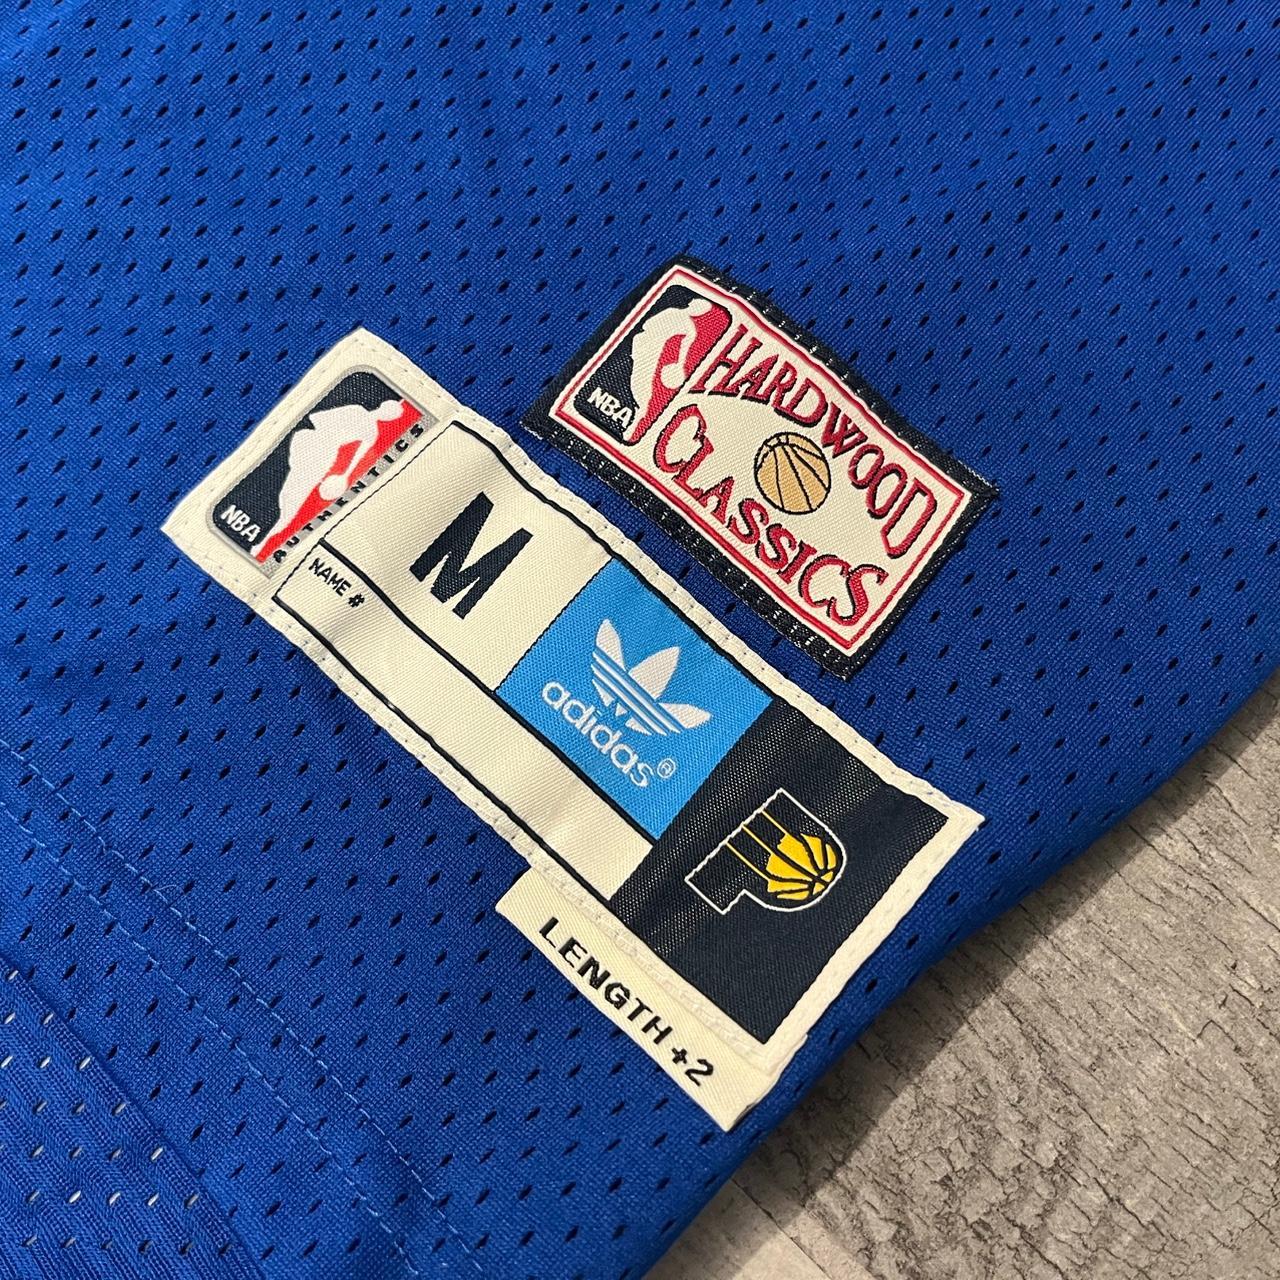 NBA
HARDWOOD
CLASSICS
NBA
AUTHENTICS
M
NAME #
adidas®
LENGTH +2